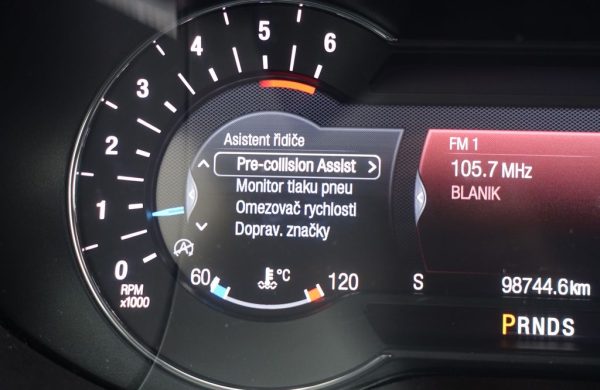 6
5
4
3
2
1
0
RPM
x1000
Asistent řidiče
Pre-collision Assist
Monitor tlaku pneu
Omezovač rychlosti
Doprav. značky
60
°C
120
FM 1
105.7 MHz
BLANIK
S
98744.6km
PRNDS